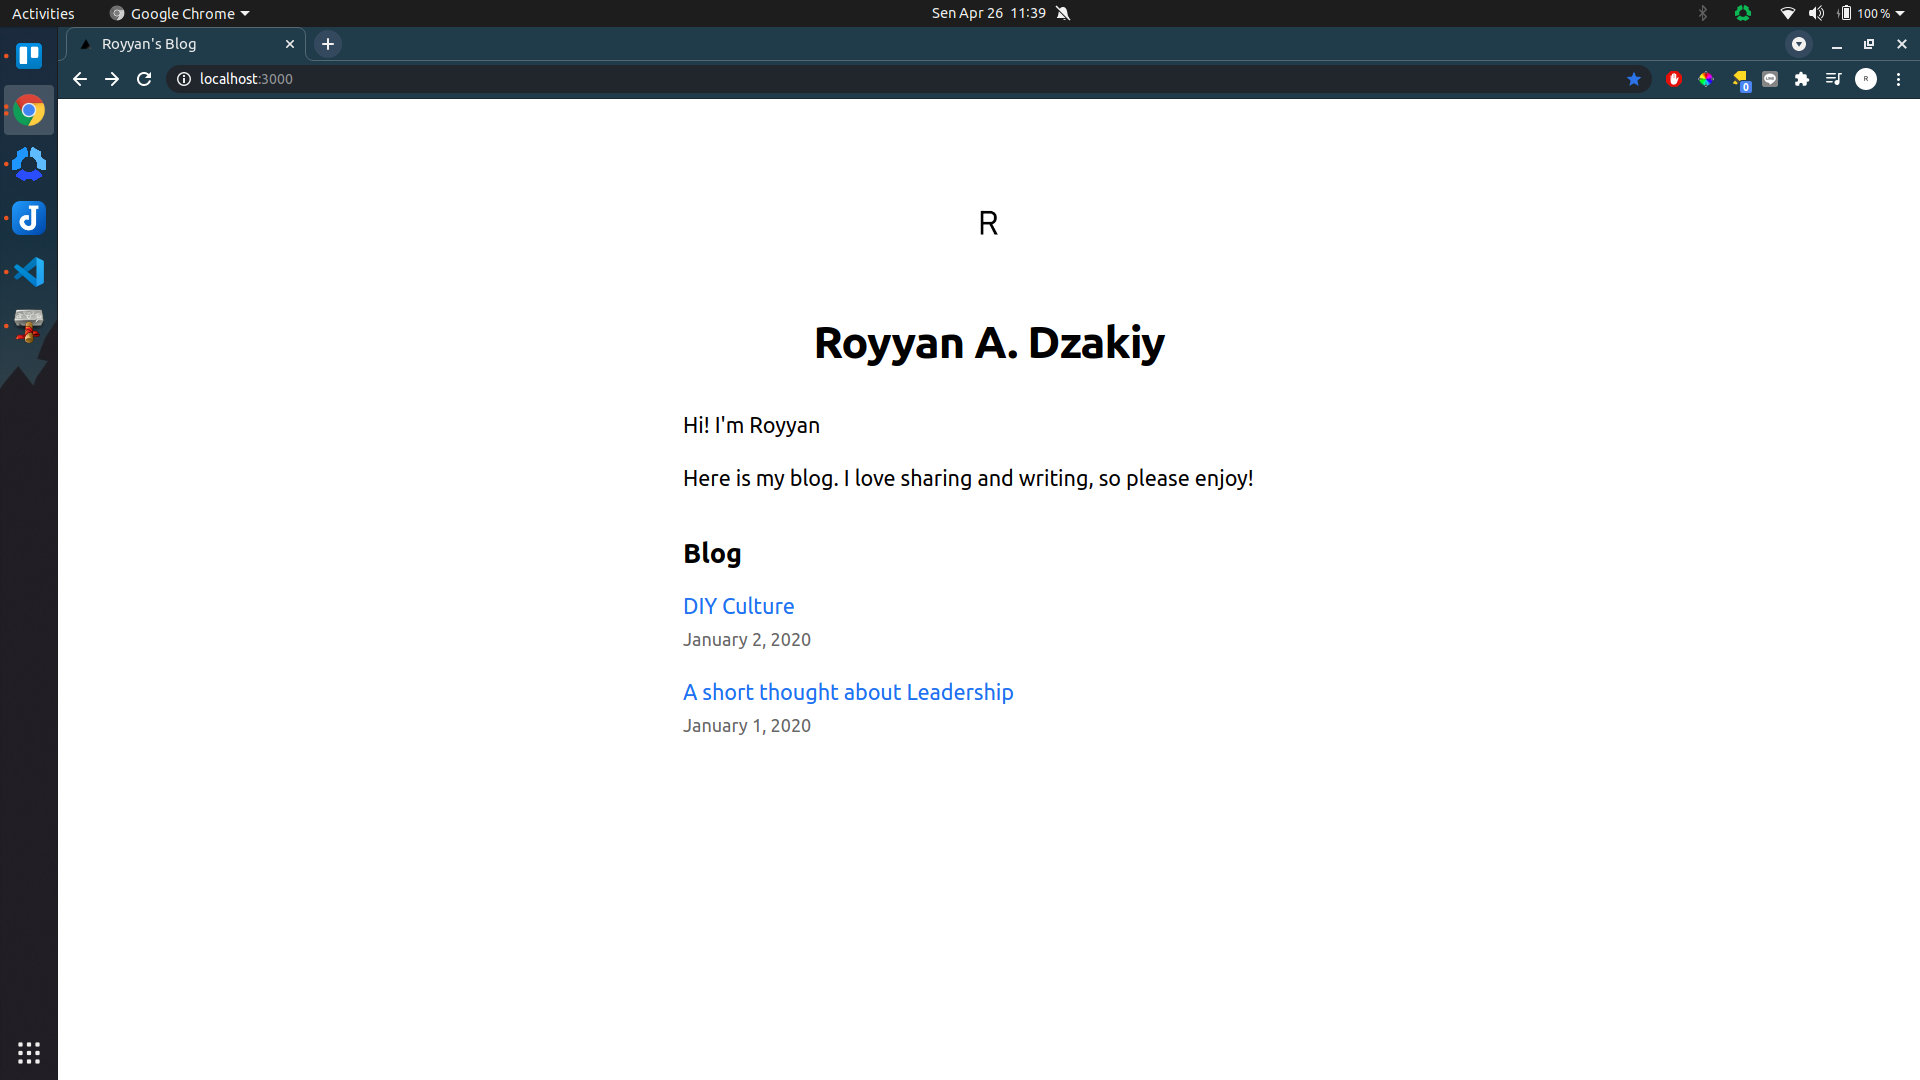 Activities
Google Chrome
Sen Apr 26 11:39
100 %
Royyan's Blog
localhost:3000
0
R
R
Royyan A. Dzakiy
Hi! I'm Royyan
Here is my blog. I love sharing and writing, so please enjoy!
Blog
DIY Culture
January 2, 2020
A short thought about Leadership
January 1, 2020